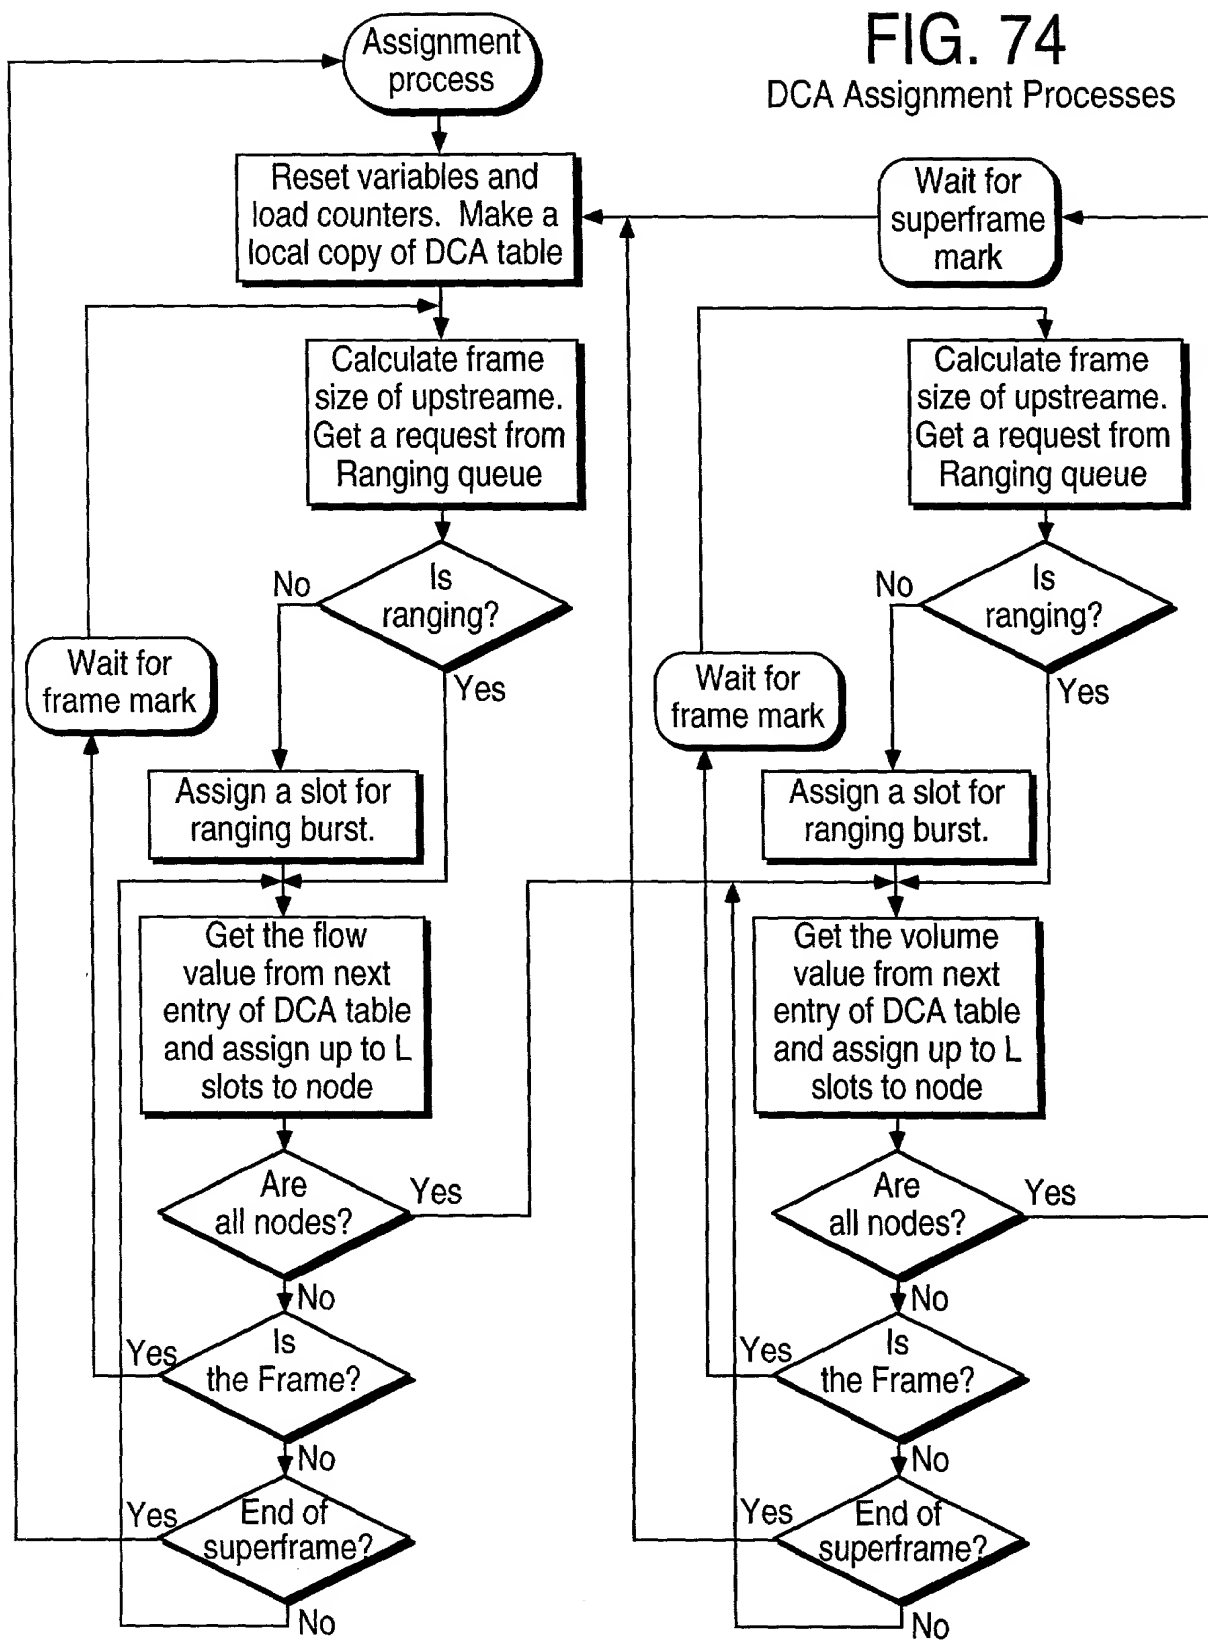 FIG. 74
DCA Assignment Processes
Assignment
process
Reset variables and
load counters. Make a
local copy of DCA table
Calculate frame
size of upstreame.
Get a request from
Ranging queue
Is
ranging?
No
Yes
Wait for
frame mark
Assign a slot for
ranging burst.
Get the flow
value from next
entry of DCA table
and assign up to L
slots to node
Are
all nodes?
Yes
No
Is
the Frame?
Yes
No
End of
superframe?
Yes
No
Wait for
superframe
mark
Calculate frame
size of upstreame.
Get a request from
Ranging queue
Is
ranging?
No
Yes
Wait for
frame mark
Assign a slot for
ranging burst.
Get the volume
value from next
entry of DCA table
and assign up to L
slots to node
Are
all nodes?
Yes
No
Is
the Frame?
Yes
No
End of
superframe?
Yes
No